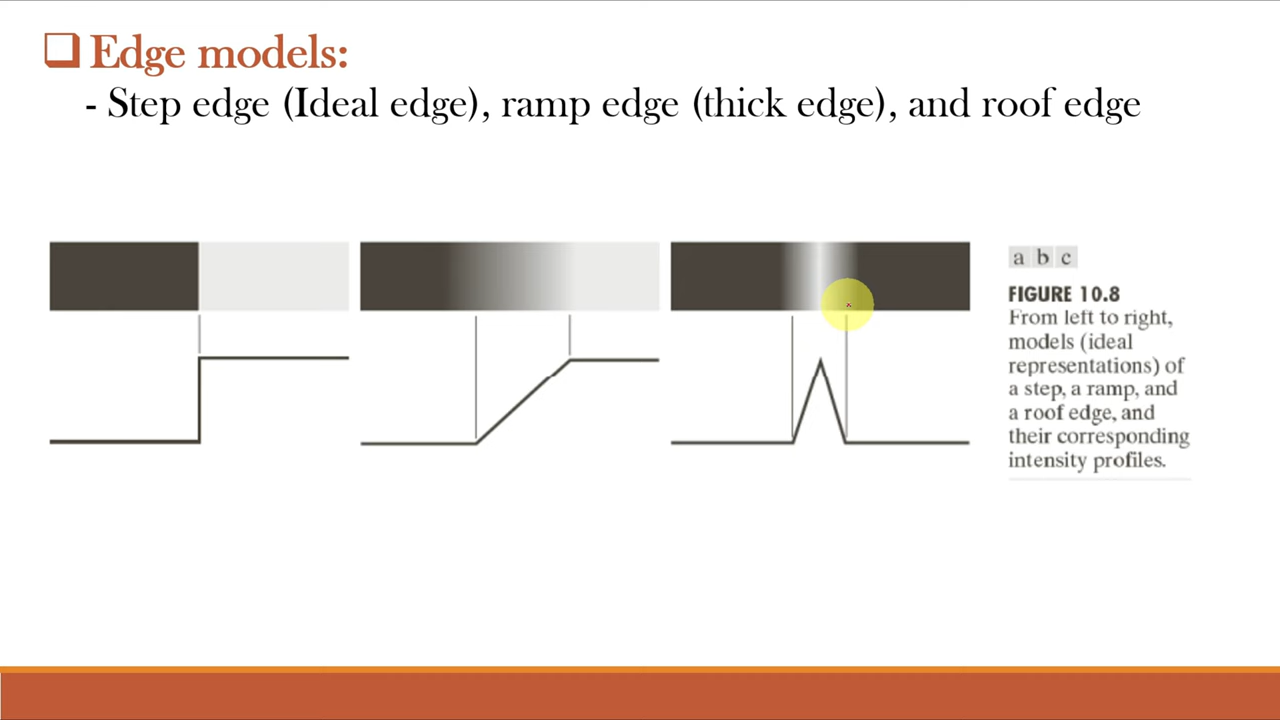 Edge models:
- Step edge (Ideal edge), ramp edge (thick edge), and roof edge
a b c
FIGURE 10.8
From left to right,
models (ideal
representations) of
a step, a ramp, and
a roof edge, and
their corresponding
intensity profiles.